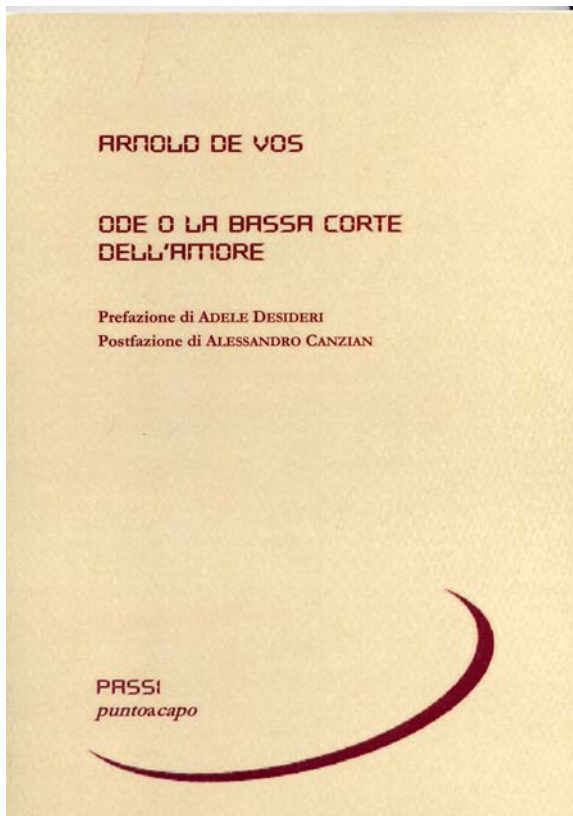 ARNOLD DE VOS
ODE O LA BASSA CORTE
DELL'AMORE
Prefazione di ADELE DESIDERI
Postfazione di ALESSANDRO CANZIAN
PASSI
puntoacapo